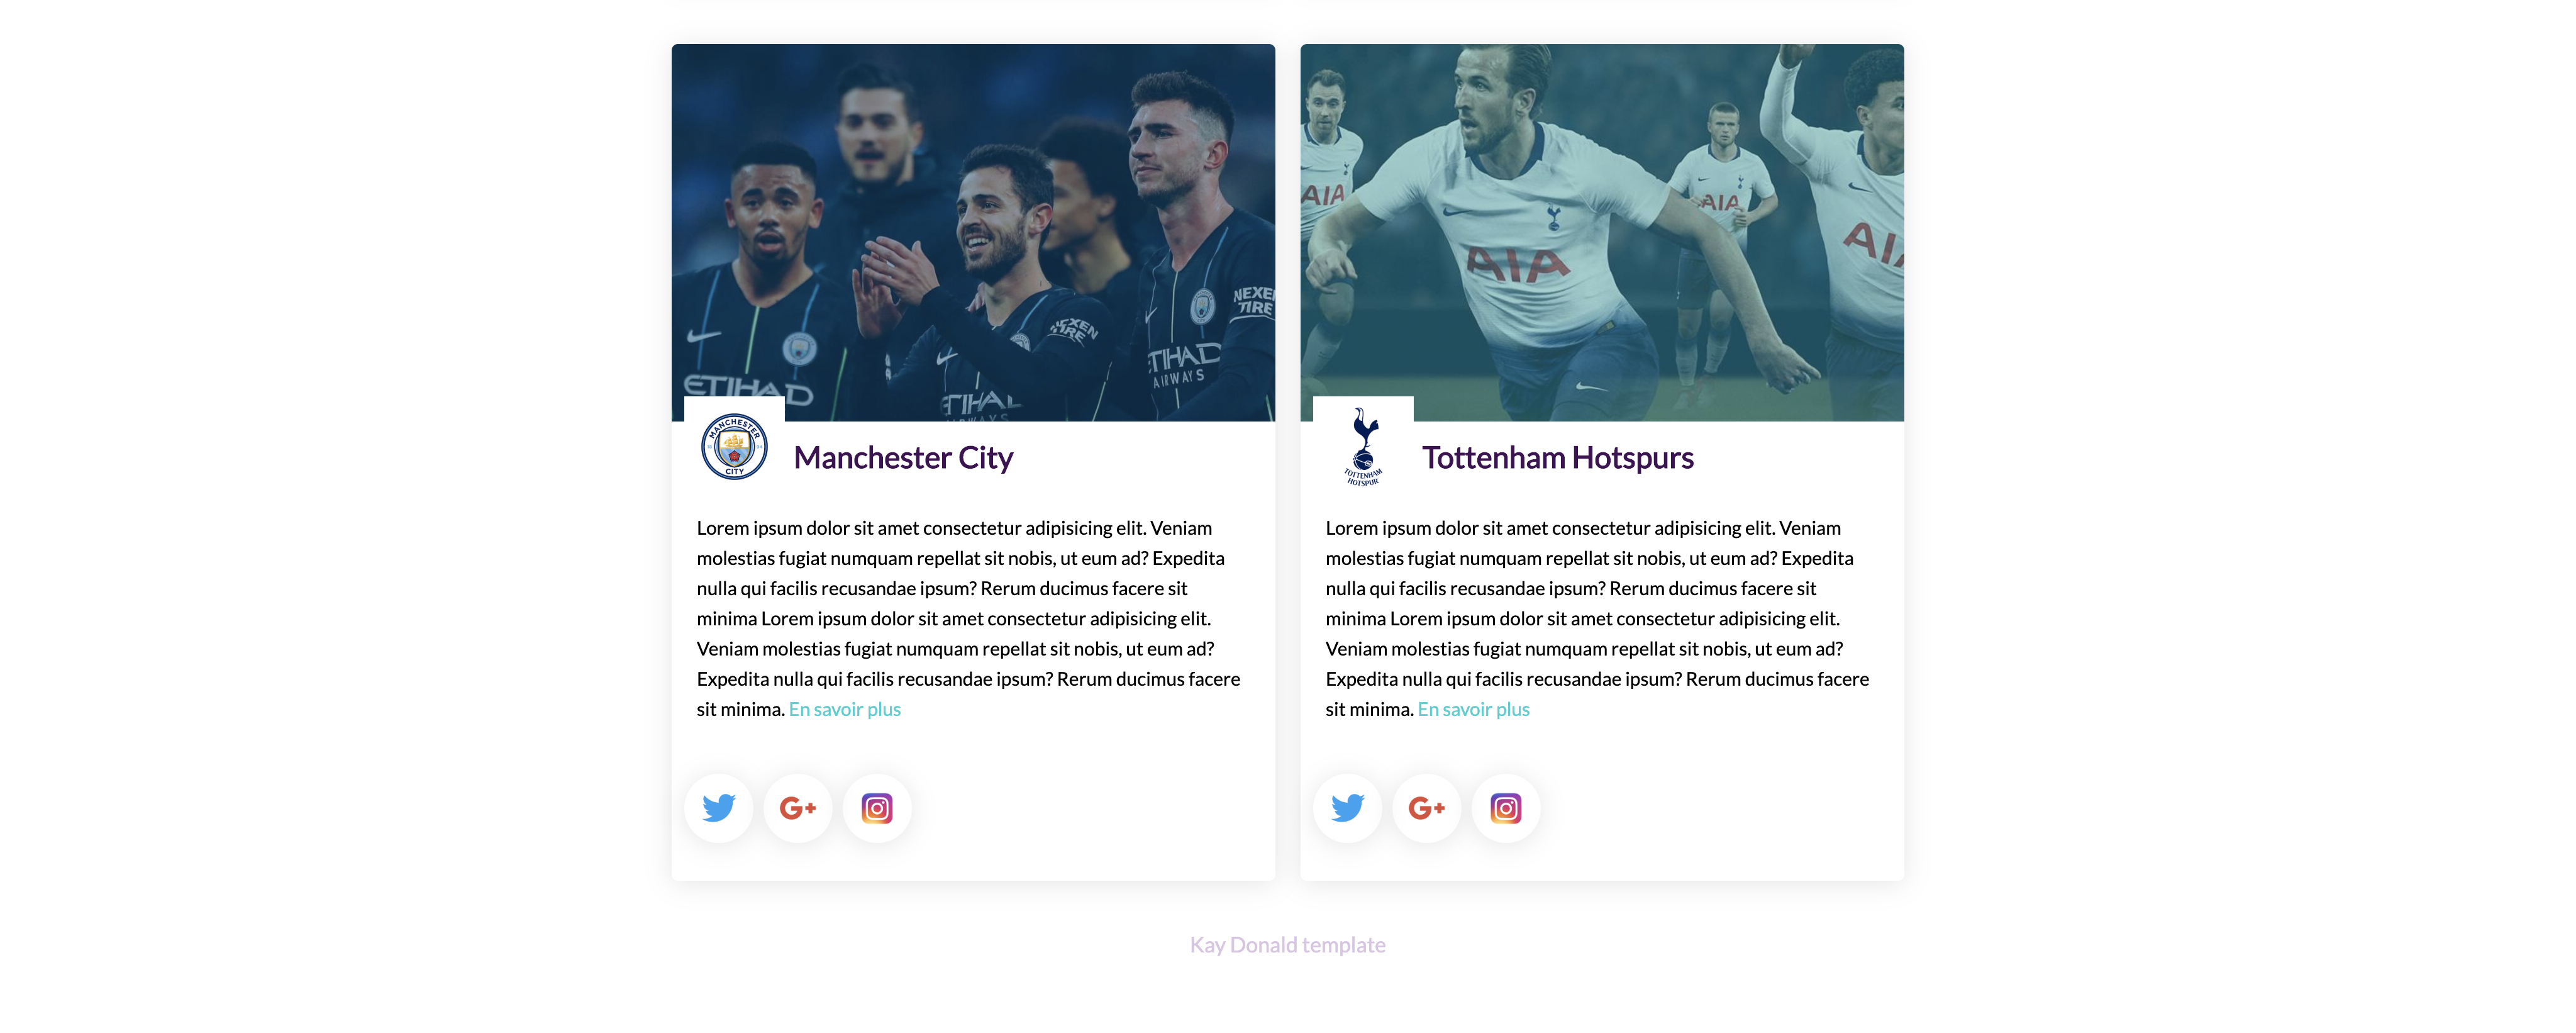 NEXEN
TIRE
NEXEN
TIRE
ETIHAD
ETIHAD
AIRWAYS
AIA
AIA
AIA
MANCHESTER
CITY
Manchester City
Lorem ipsum dolor sit amet consectetur adipisicing elit. Veniam
molestias fugiat numquam repellat sit nobis, ut eum ad? Expedita
nulla qui facilis recusandae ipsum? Rerum ducimus facere sit
minima Lorem ipsum dolor sit amet consectetur adipisicing elit.
Veniam molestias fugiat numquam repellat sit nobis, ut eum ad?
Expedita nulla qui facilis recusandae ipsum? Rerum ducimus facere
sit minima. En savoir plus
G+
TOTTENHAM
HOTSPUR
Tottenham Hotspurs
Lorem ipsum dolor sit amet consectetur adipisicing elit. Veniam
molestias fugiat numquam repellat sit nobis, ut eum ad? Expedita
nulla qui facilis recusandae ipsum? Rerum ducimus facere sit
minima Lorem ipsum dolor sit amet consectetur adipisicing elit.
Veniam molestias fugiat numquam repellat sit nobis, ut eum ad?
Expedita nulla qui facilis recusandae ipsum? Rerum ducimus facere
sit minima. En savoir plus
G+
Kay Donald template